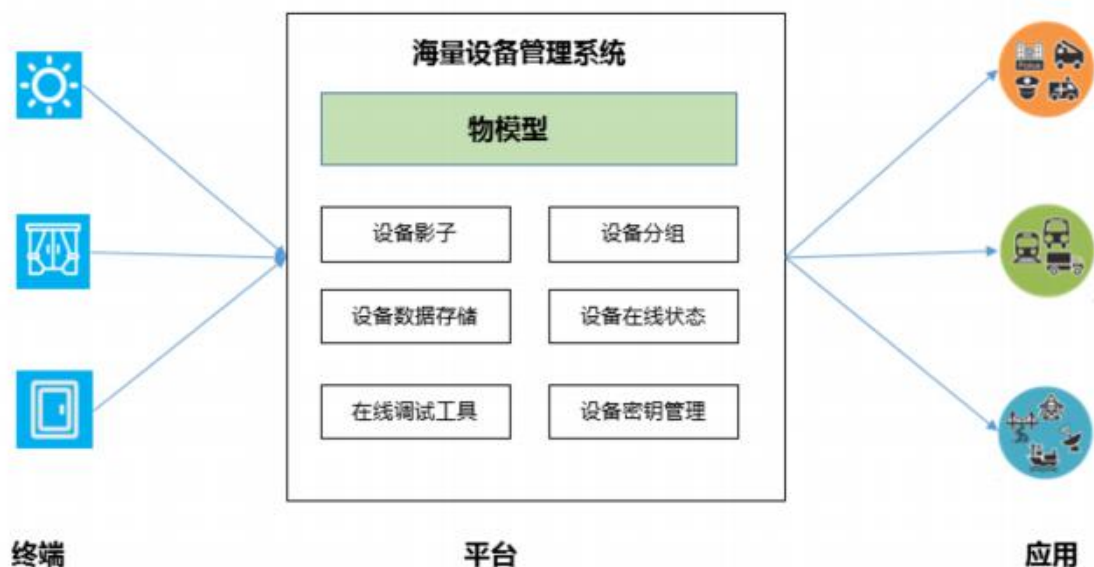 海量设备管理系统
物模型
设备影子
设备分组
设备数据存储
设备在线状态
在线调试工具
设备密钥管理
终端
平台
应用